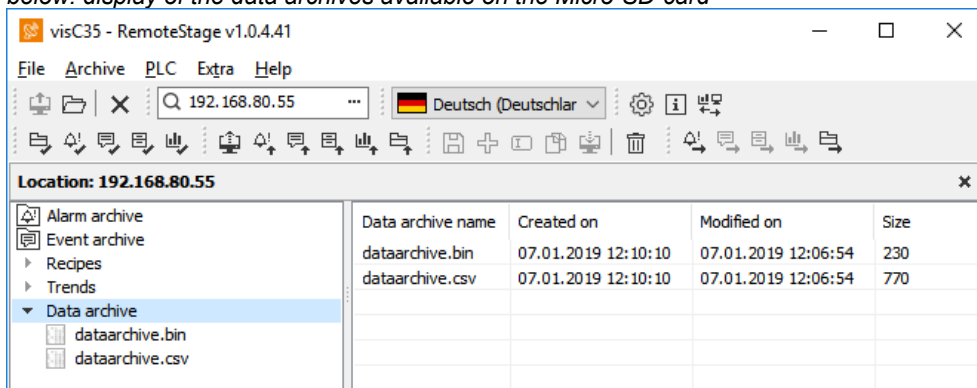 below: display of the data archives available on the Micro SD-card
visC35 - RemoteStage v1.0.4.41
File Archive PLC Extra Help
192.168.80.55 ··· Deutsch (Deutschlar
Location: 192.168.80.55
Alarm archive
Event archive
Recipes
Trends
Data archive
dataarchive.bin
dataarchive.csv
Data archive name Created on Modified on Size
dataarchive.bin 07.01.2019 12:10:10 07.01.2019 12:06:54 230
dataarchive.csv 07.01.2019 12:10:10 07.01.2019 12:06:54 770